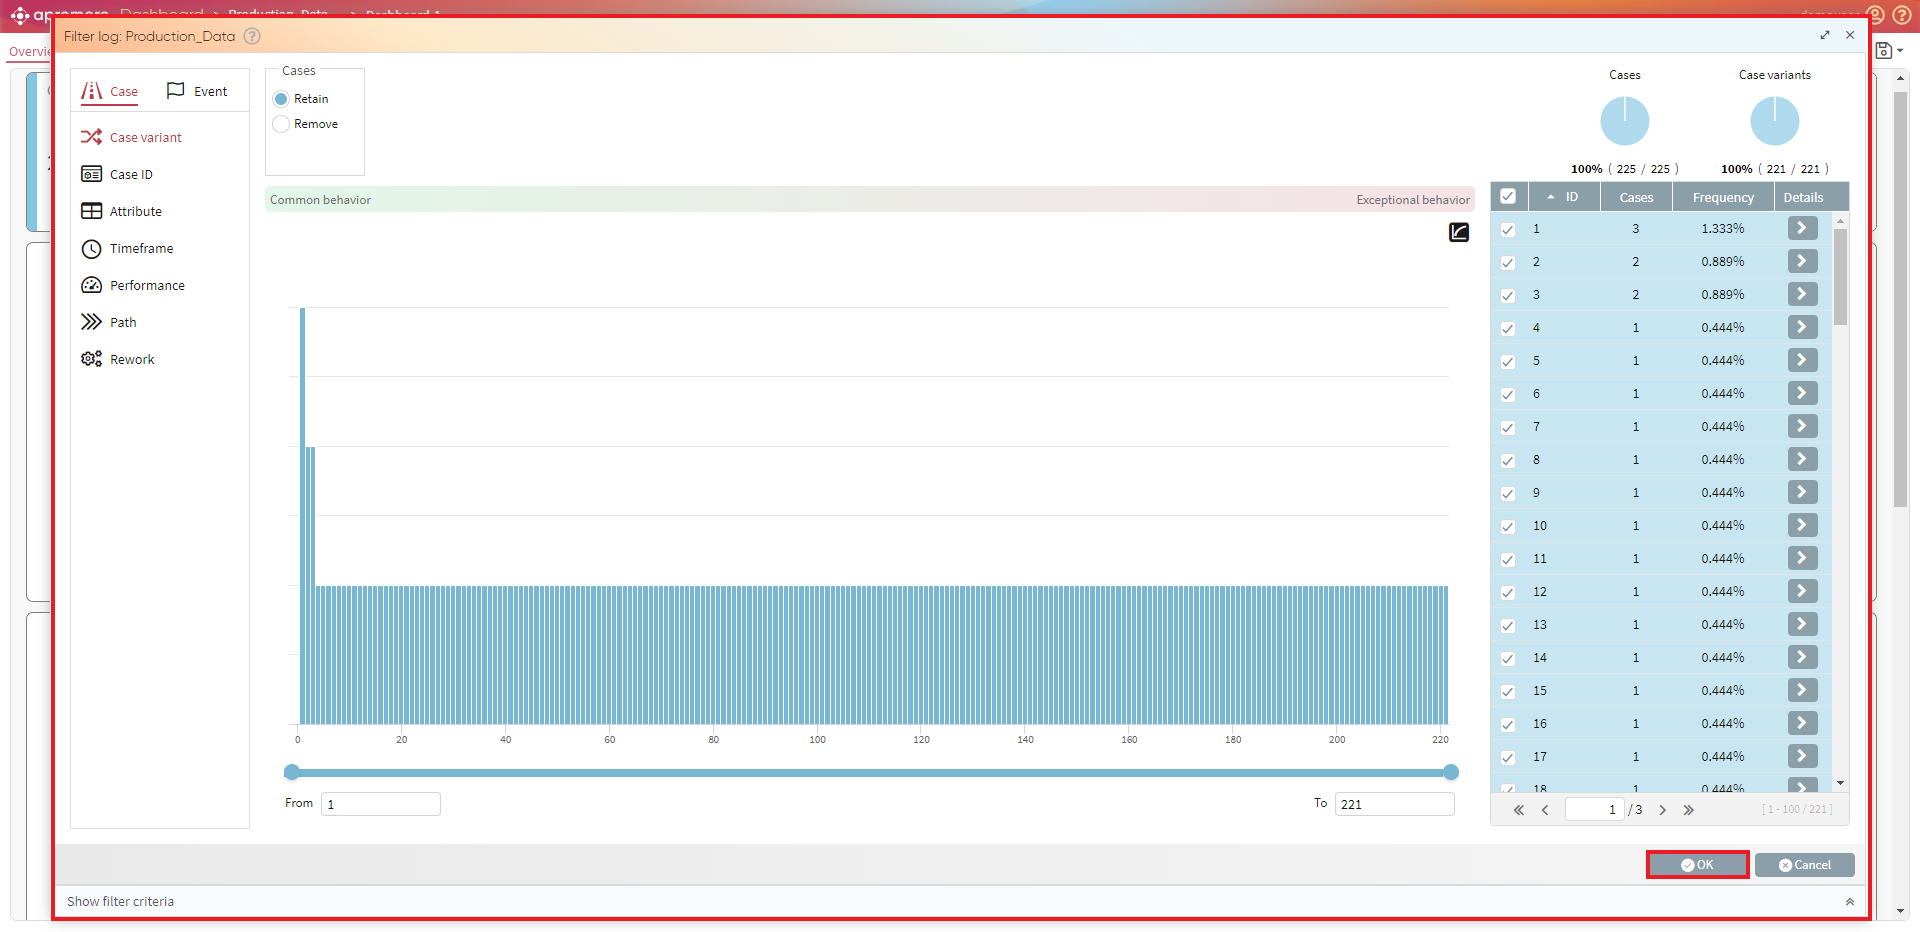 Filter log: Production_Data
Overvie
Case
Event
Case variant
Case ID
Attribute
Timeframe
Performance
Path
Rework
Cases
Retain
Remove
Common behavior
Exceptional behavior
0 20 40 60 80 100 120 140 160 180 200 220
From 1
To 221
Cases
100% ( 225 / 225 )
Case variants
100% ( 221 / 221 )
ID Cases Frequency Details
1 3 1.333%
2 2 0.889%
3 2 0.889%
4 1 0.444%
5 1 0.444%
6 1 0.444%
7 1 0.444%
8 1 0.444%
9 1 0.444%
10 1 0.444%
11 1 0.444%
12 1 0.444%
13 1 0.444%
14 1 0.444%
15 1 0.444%
16 1 0.444%
17 1 0.444%
18 1 0.444%
1 / 3
[ 1 - 100 / 221 ]
OK
Cancel
Show filter criteria